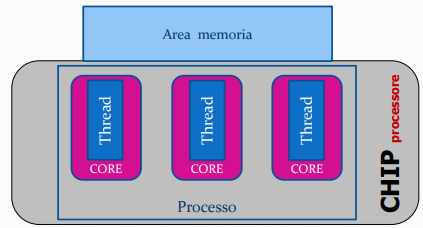 Area memoria
Thread
Thread
Thread
CORE
CORE
CORE
Processo
CHIP processore